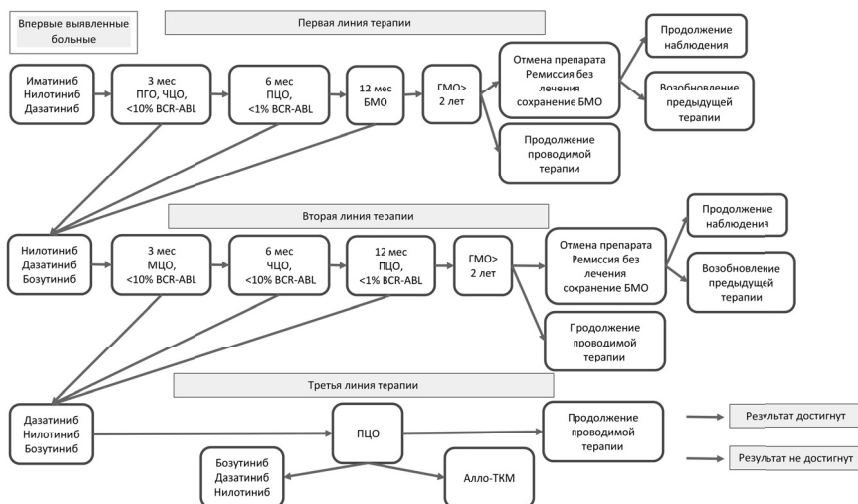 Впервые выявленные
больные
Первая линия терапии
Иматиниб
Нилотиниб
Дазатиниб
3 мес
ПГО, ЧЦО,
<10% BCR-ABL
6 мес
ПЦО,
<1% BCR-ABL
12 мес
БМО
ГМО>
2 лет
Отмена препарата
Ремиссия без
лечения
сохранение БМО
Продолжение
наблюдения
Возобновление
предыдущей
терапии
Продолжение
проводимой
терапии
Вторая линия терапии
Нилотиниб
Дазатиниб
Бозутиниб
3 мес
МЦО,
<10% BCR-ABL
6 мес
ЧЦО,
<10% BCR-ABL
12 мес
ПЦО,
<1% BCR-ABL
ГМО>
2 лет
Отмена препарата
Ремиссия без
лечения
сохранение БМО
Продолжение
наблюдения
Возобновление
предыдущей
терапии
Продолжение
проводимой
терапии
Третья линия терапии
Дазатиниб
Нилотиниб
Бозутиниб
ПЦО
Продолжение
проводимой
терапии
Бозутиниб
Дазатиниб
Нилотиниб
Алло-ТКМ
Результат достигнут
Результат не достигнут